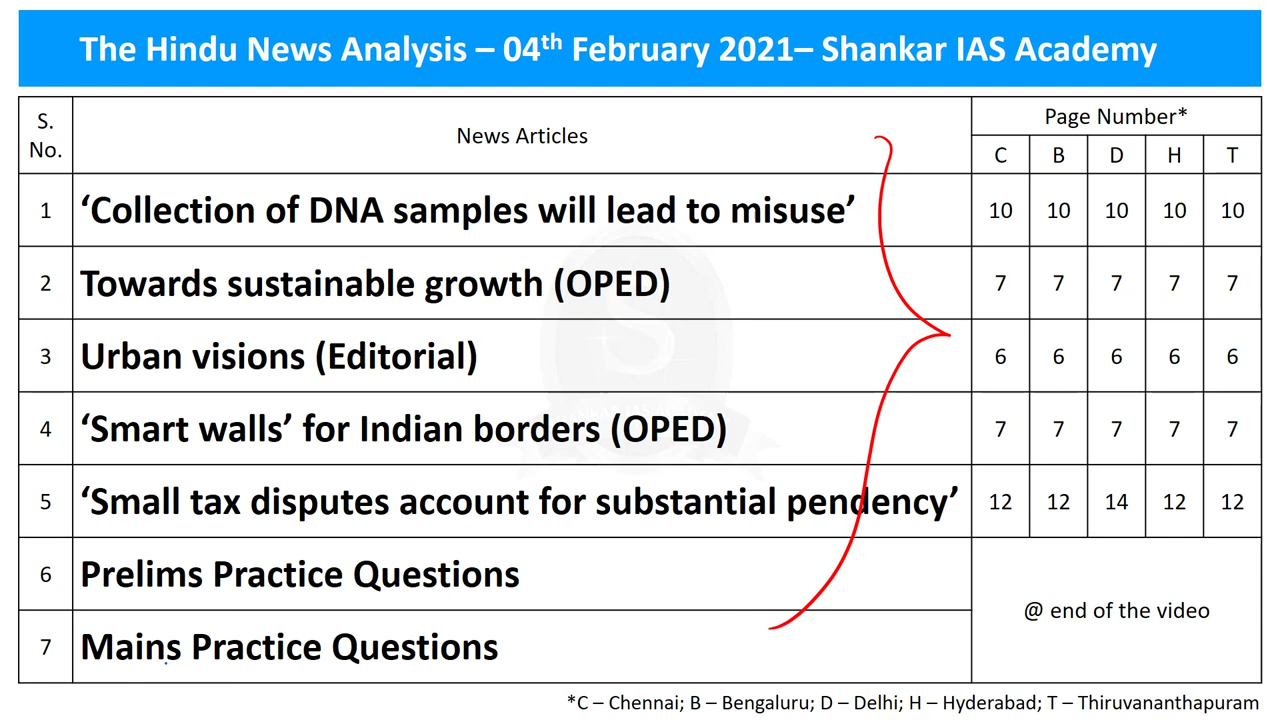 The Hindu News Analysis – 04th February 2021– Shankar IAS Academy
S. No. News Articles Page Number*
C B D H T
1 ‘Collection of DNA samples will lead to misuse’ 10 10 10 10 10
2 Towards sustainable growth (OPED) 7 7 7 7 7
3 Urban visions (Editorial) 6 6 6 6 6
4 ‘Smart walls’ for Indian borders (OPED) 7 7 7 7 7
5 ‘Small tax disputes account for substantial pendency’ 12 12 14 12 12
6 Prelims Practice Questions
@ end of the video
7 Mains Practice Questions
*C – Chennai; B – Bengaluru; D – Delhi; H – Hyderabad; T – Thiruvananthapuram